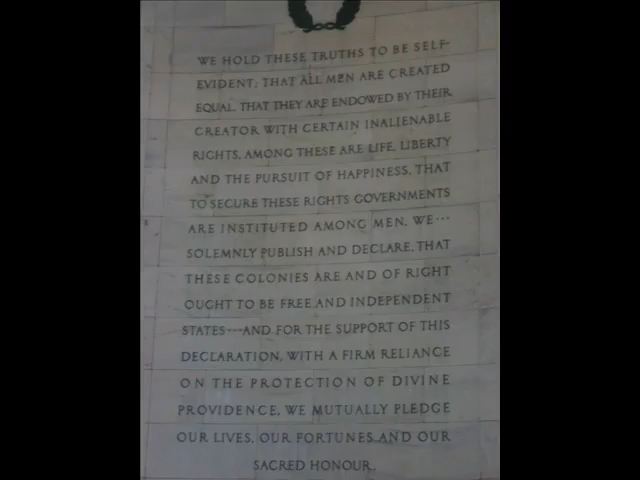 WE HOLD THESE TRUTHS TO BE SELF-
EVIDENT: THAT ALL MEN ARE CREATED
EQUAL, THAT THEY ARE ENDOWED BY THEIR
CREATOR WITH CERTAIN INALIENABLE
RIGHTS, AMONG THESE ARE LIFE, LIBERTY
AND THE PURSUIT OF HAPPINESS, THAT
TO SECURE THESE RIGHTS GOVERNMENTS
ARE INSTITUTED AMONG MEN. WE···
SOLEMNLY PUBLISH AND DECLARE, THAT
THESE COLONIES ARE AND OF RIGHT
OUGHT TO BE FREE AND INDEPENDENT
STATES···AND FOR THE SUPPORT OF THIS
DECLARATION, WITH A FIRM RELIANCE
ON THE PROTECTION OF DIVINE
PROVIDENCE, WE MUTUALLY PLEDGE
OUR LIVES, OUR FORTUNES AND OUR
SACRED HONOUR.